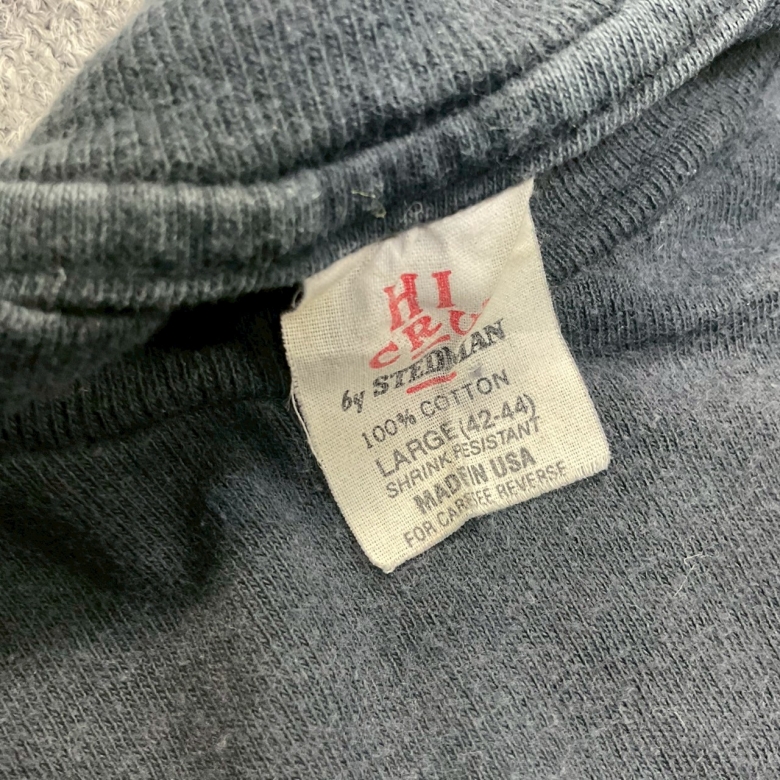 HI
CRU
by STEDMAN
100% COTTON
LARGE (42-44)
SHRINK RESISTANT
MADE IN USA
FOR CARE SEE REVERSE